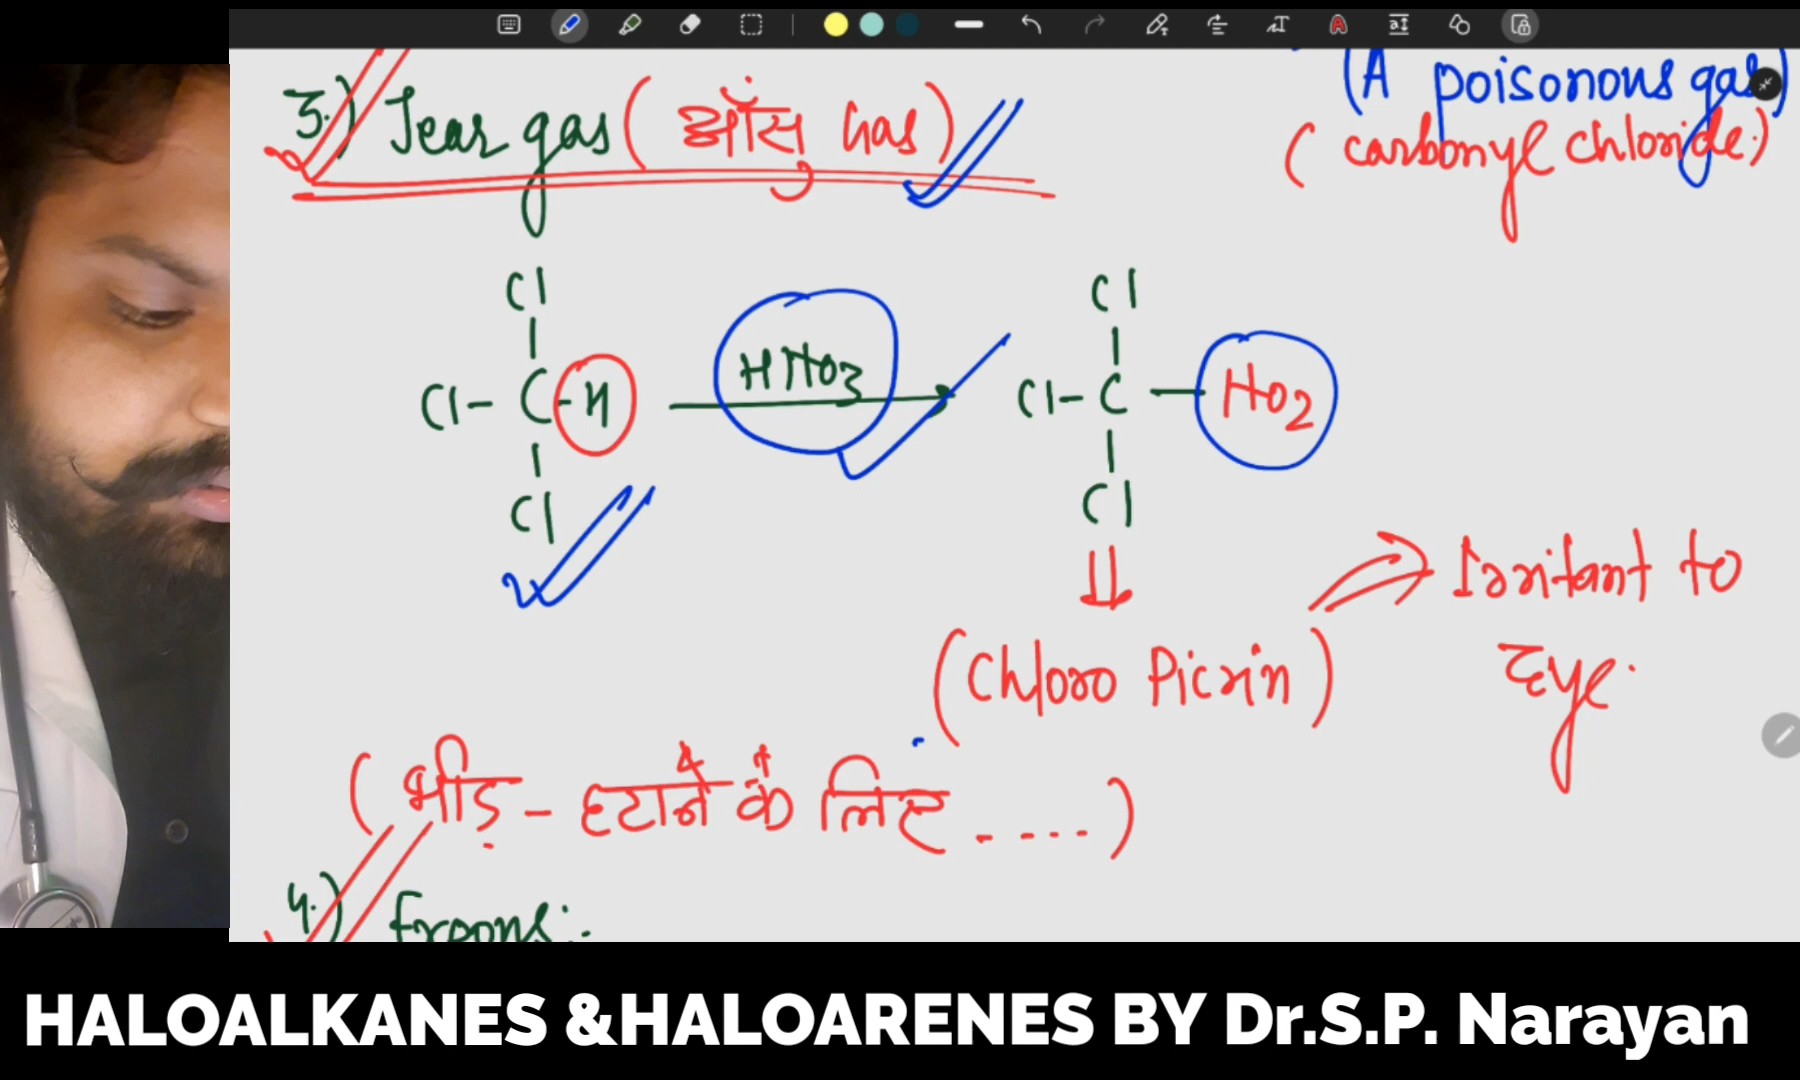 (A poisonous gas)
(carbonyl chloride.)
3.) Tear gas (आँसु Gas)
Cl
Cl - C - H
Cl
HNO3
Cl
Cl - C - NO2
Cl
(Chloro Picrin)
Irritant to
Eye.
(भीड़ - हटाने के लिए ....)
4.) Freons:-
HALOALKANES &HALOARENES BY Dr.S.P. Narayan